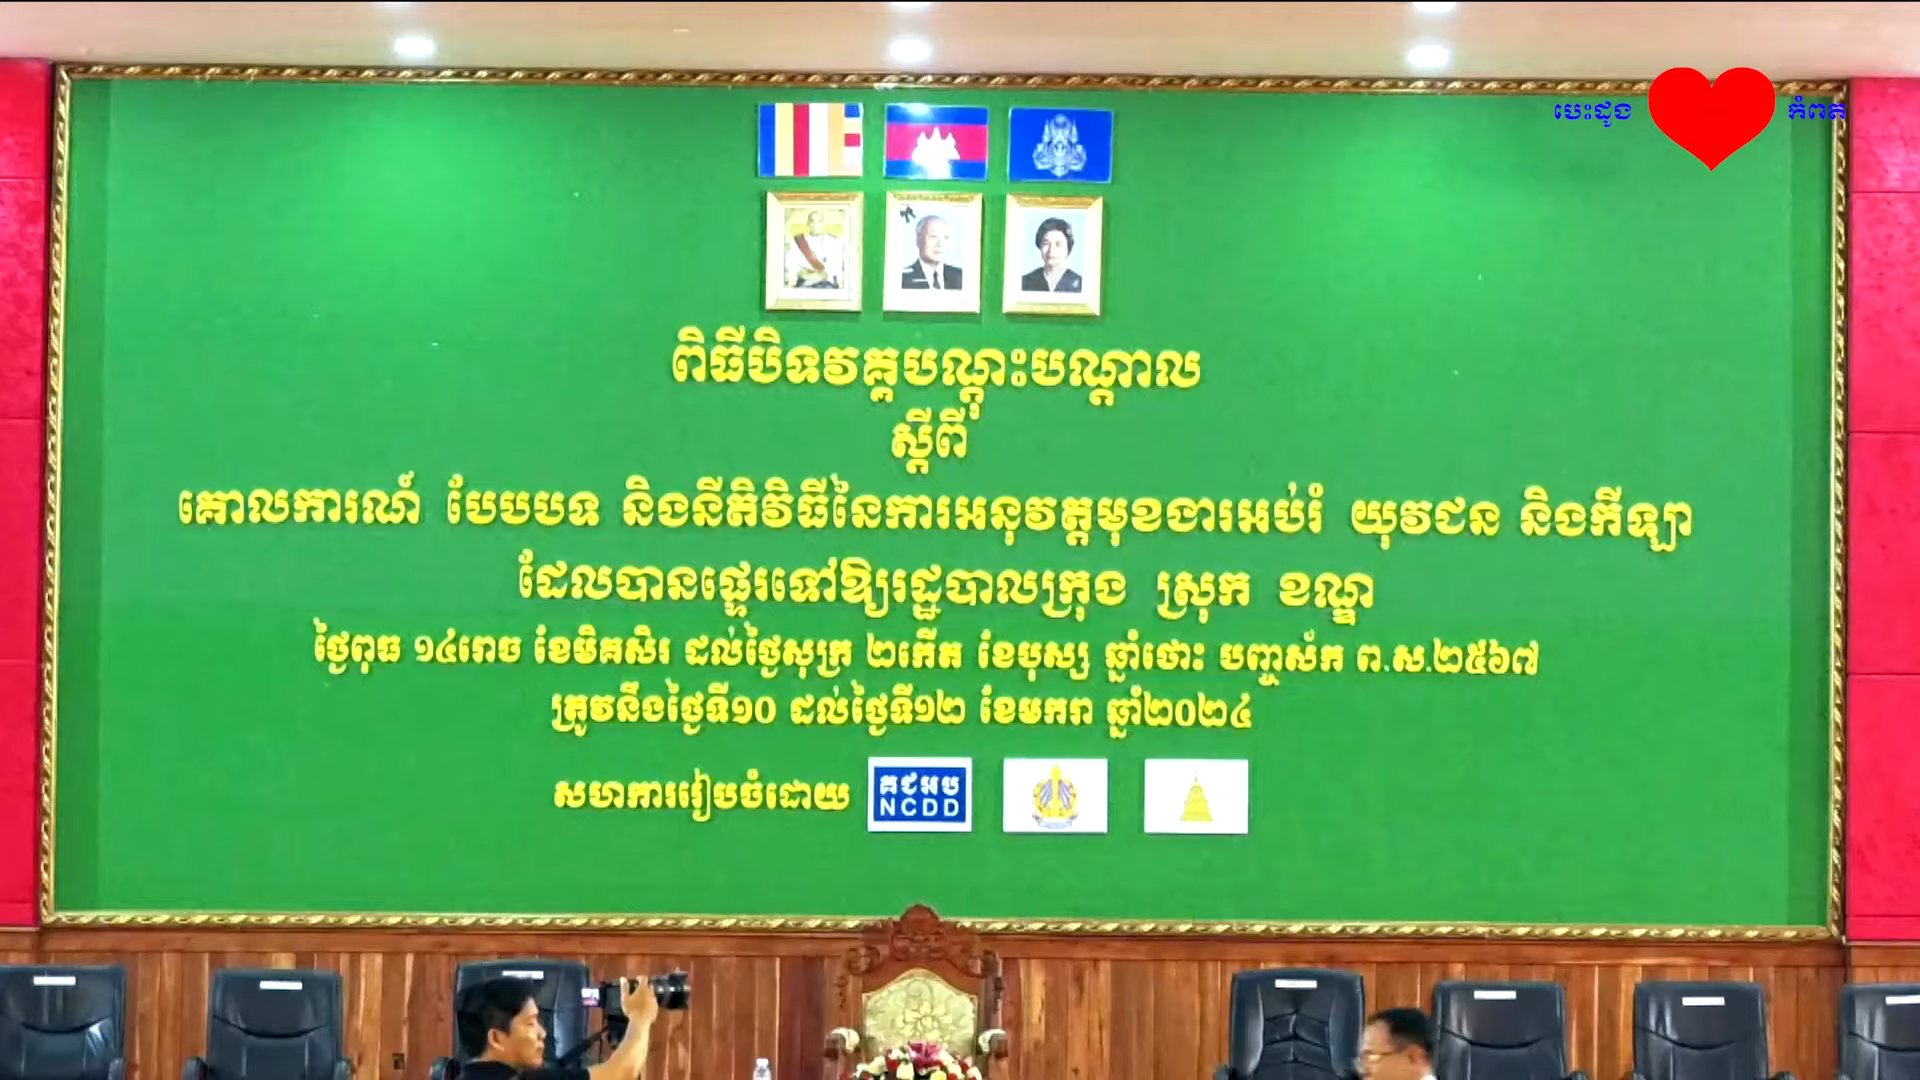 បេះដូង កំពត
ពិធីបិទវគ្គបណ្តុះបណ្តាល
ស្តីពី
គោលការណ៍ បែបបទ និងនីតិវិធីនៃការអនុវត្តមុខងារអប់រំ យុវជន និងកីឡា
ដែលបានផ្ទេរទៅឱ្យរដ្ឋបាលក្រុង ស្រុក ខណ្ឌ
ថ្ងៃពុធ ១៤រោច ខែមិគសិរ ដល់ថ្ងៃសុក្រ ២កើត ខែបុស្ស ឆ្នាំថោះ បញ្ចស័ក ព.ស.២៥៦៧
ត្រូវនឹងថ្ងៃទី១០ ដល់ថ្ងៃទី១២ ខែមករា ឆ្នាំ២០២៤
សហការរៀបចំដោយ
គជអប
NCDD